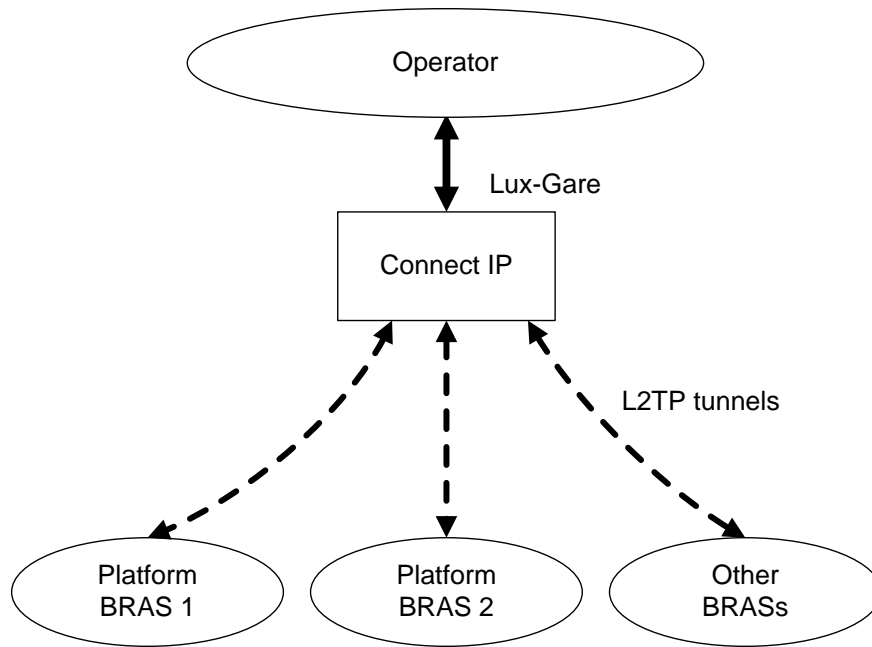 Operator
Lux-Gare
Connect IP
L2TP tunnels
Platform
BRAS 1
Platform
BRAS 2
Other
BRASs